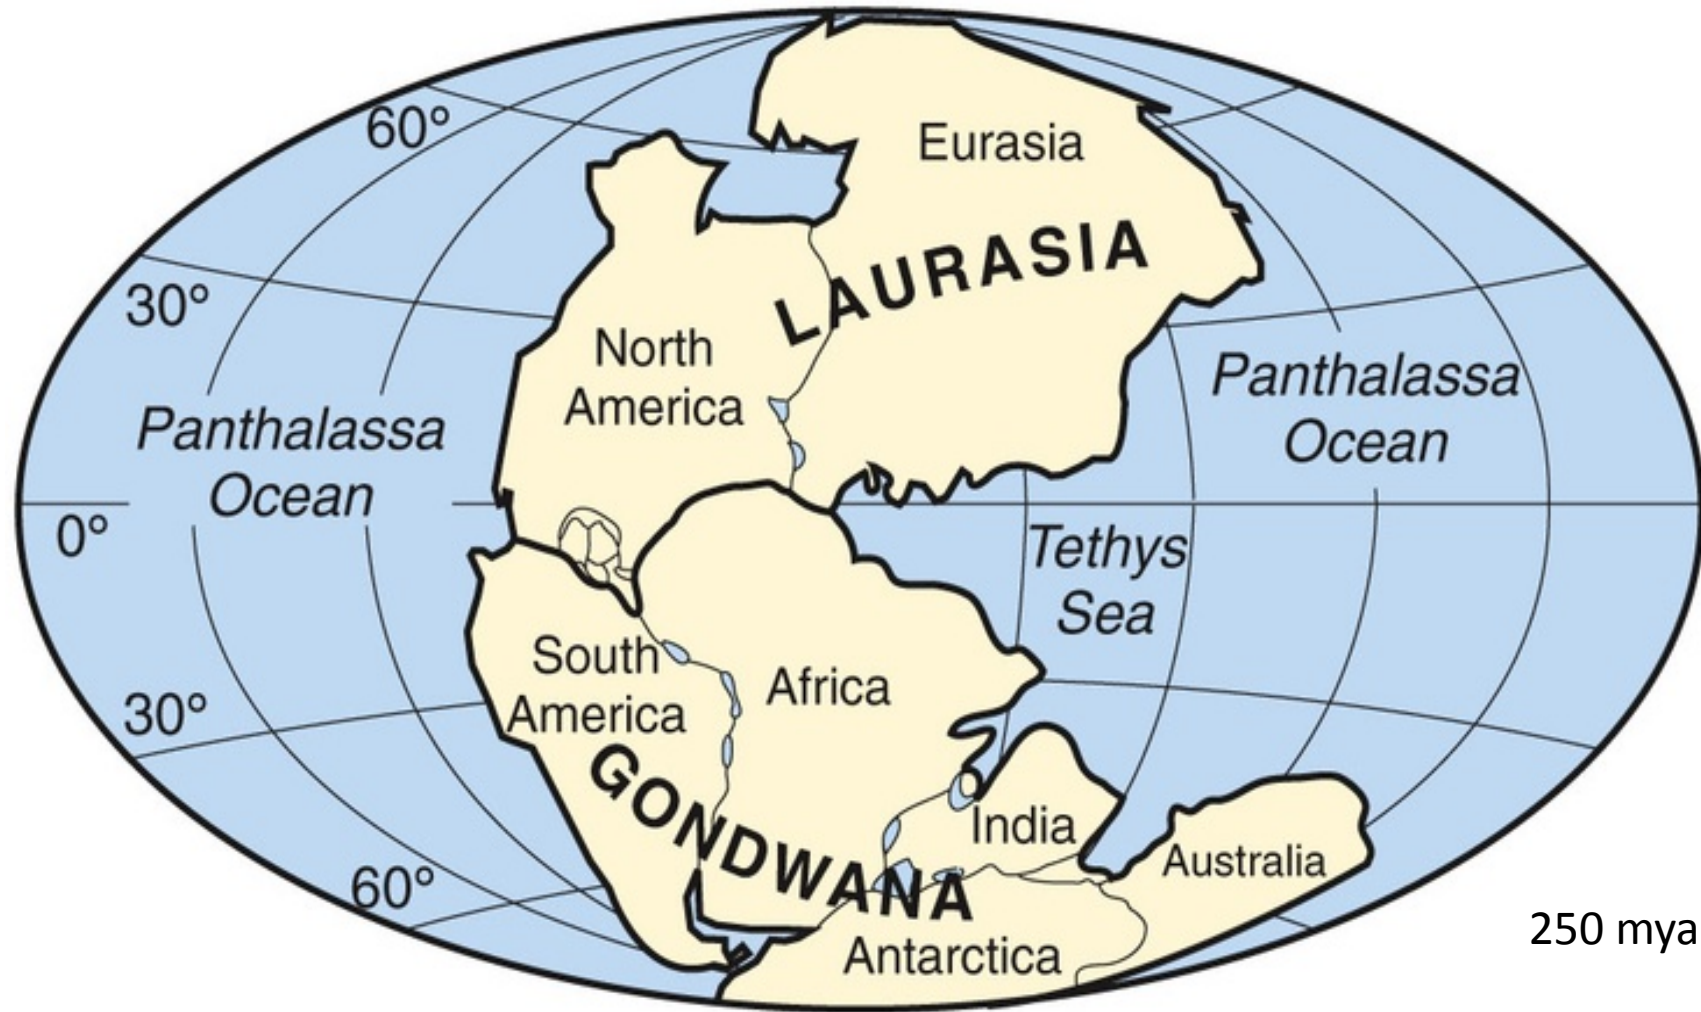 60°
Eurasia
LAURASIA
30°
North
America
Panthalassa
Ocean
Panthalassa
Ocean
0°
Tethys
Sea
South
America
Africa
30°
GONDWANA
India
Australia
60°
Antarctica
250 mya